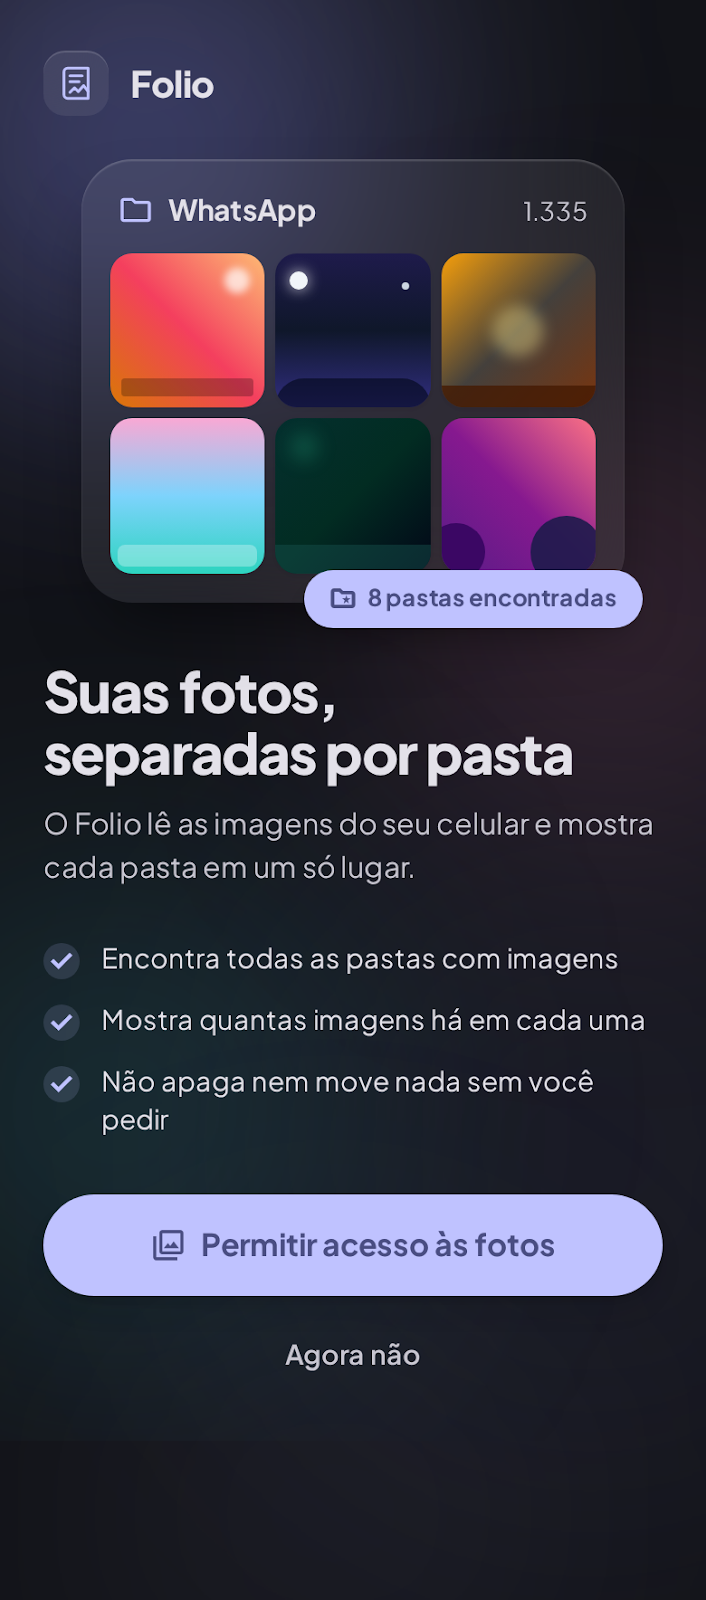 Folio
WhatsApp
1.335
8 pastas encontradas
Suas fotos,
separadas por pasta
O Folio lê as imagens do seu celular e mostra
cada pasta em um só lugar.
Encontra todas as pastas com imagens
Mostra quantas imagens há em cada uma
Não apaga nem move nada sem você
pedir
Permitir acesso às fotos
Agora não